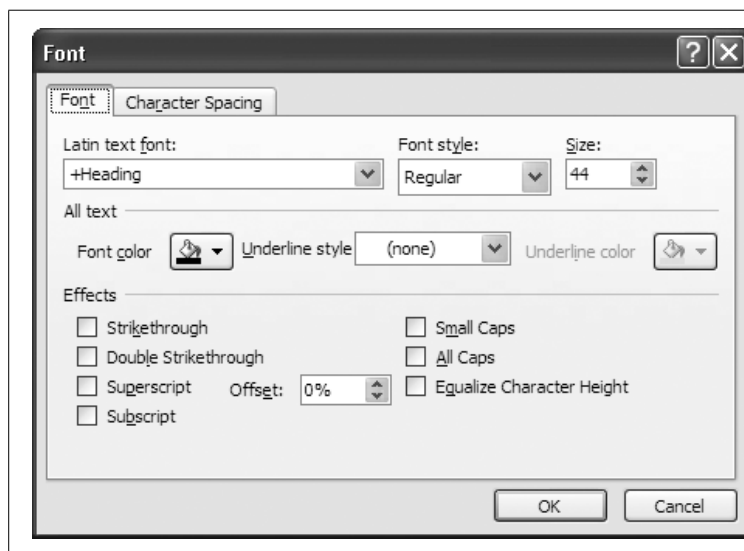 Font
Font Character Spacing
Latin text font: Font style: Size:
+Heading Regular 44
All text
Font color Underline style (none) Underline color
Effects
Strikethrough Small Caps
Double Strikethrough All Caps
Superscript Offset: 0% Equalize Character Height
Subscript
OK Cancel